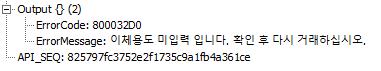 Output {} (2)
ErrorCode: 800032D0
ErrorMessage: 이체용도 미입력 입니다. 확인 후 다시 거래하십시오.
API_SEQ: 825797fc3752e2f1735c9a1fb4a361ce